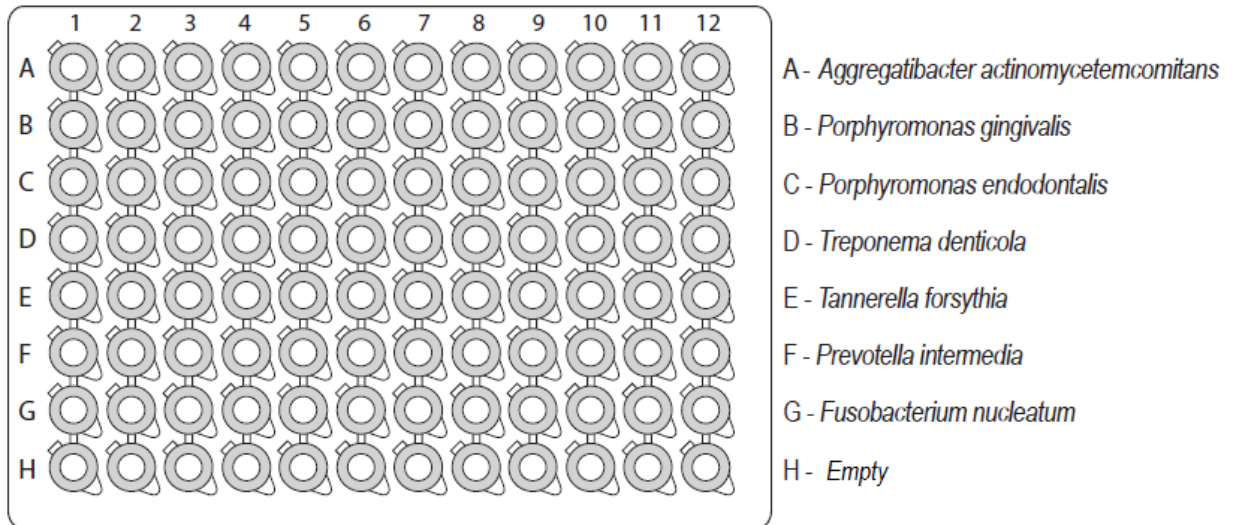 1 2 3 4 5 6 7 8 9 10 11 12
A A - Aggregatibacter actinomycetemcomitans
B B - Porphyromonas gingivalis
C C - Porphyromonas endodontalis
D D - Treponema denticola
E E - Tannerella forsythia
F F - Prevotella intermedia
G G - Fusobacterium nucleatum
H H - Empty